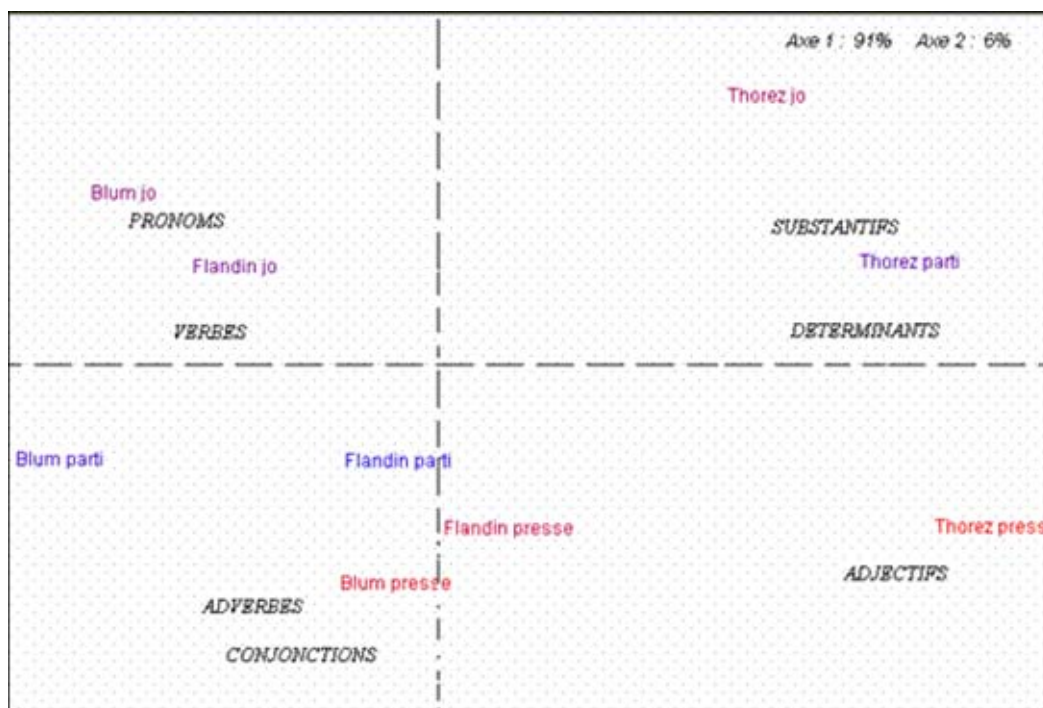 Axe 1 : 91% Axe 2 : 6%
Thorez jo
Blum jo
PRONOMS
SUBSTANTIFS
Flandin jo
Thorez parti
VERBES
DETERMINANTS
Blum parti
Flandin parti
Flandin presse
Thorez press
ADJECTIFS
Blum presse
ADVERBES
CONJONCTIONS